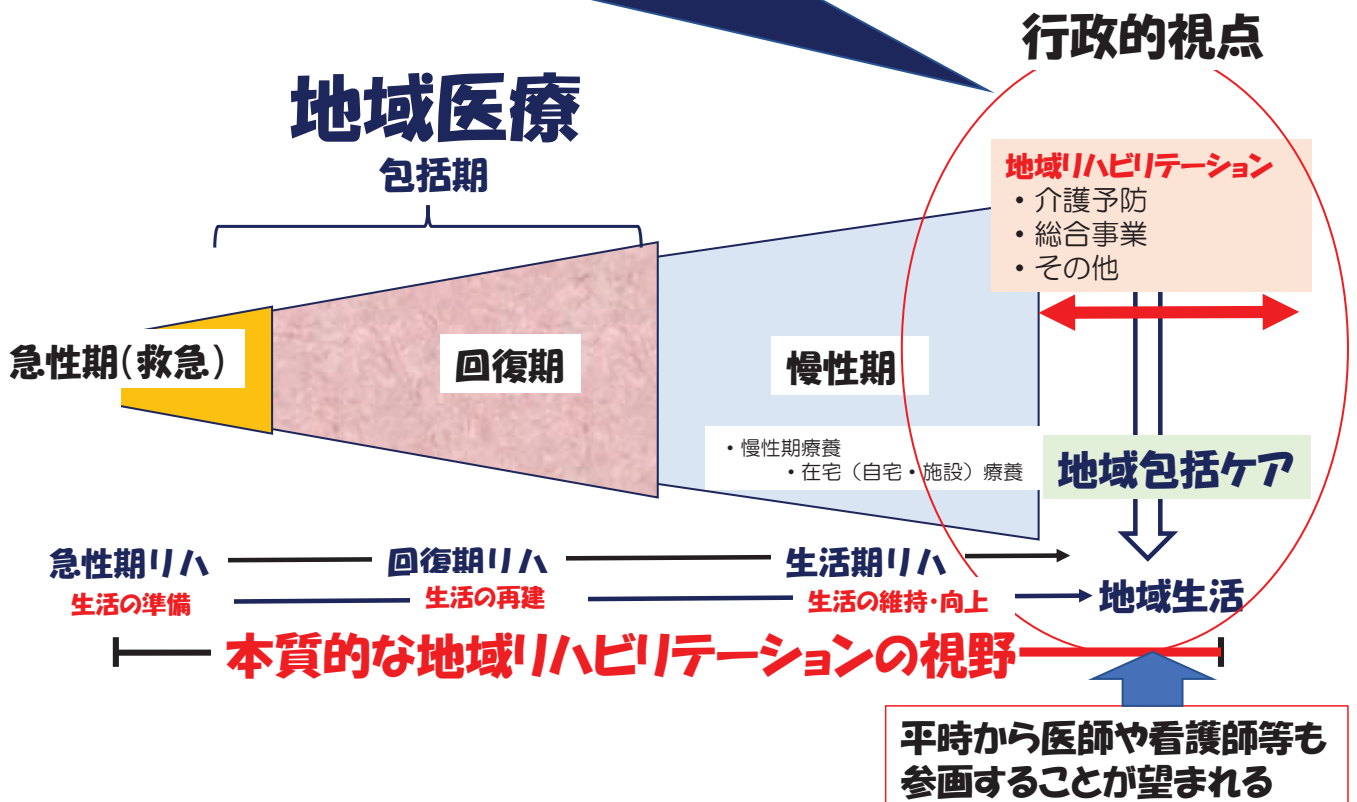 行政的視点
地域医療
包括期
地域リハビリテーション
・介護予防
・総合事業
・その他
急性期(救急)
回復期
慢性期
・慢性期療養
・在宅（自宅・施設）療養
地域包括ケア
急性期リハ
回復期リハ
生活期リハ
生活の準備
生活の再建
生活の維持・向上
地域生活
本質的な地域リハビリテーションの視野
平時から医師や看護師等も
参画することが望まれる